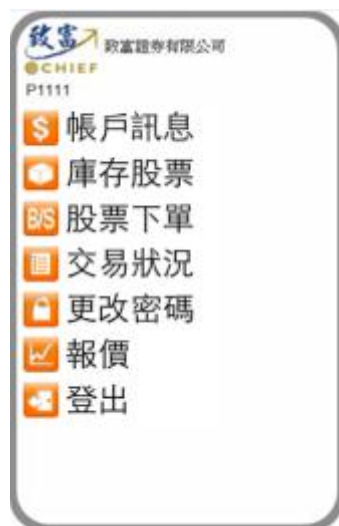 致富
致富證券有限公司
CHIEF
P1111
$ 帳戶訊息
庫存股票
B/S 股票下單
交易狀況
更改密碼
報價
登出